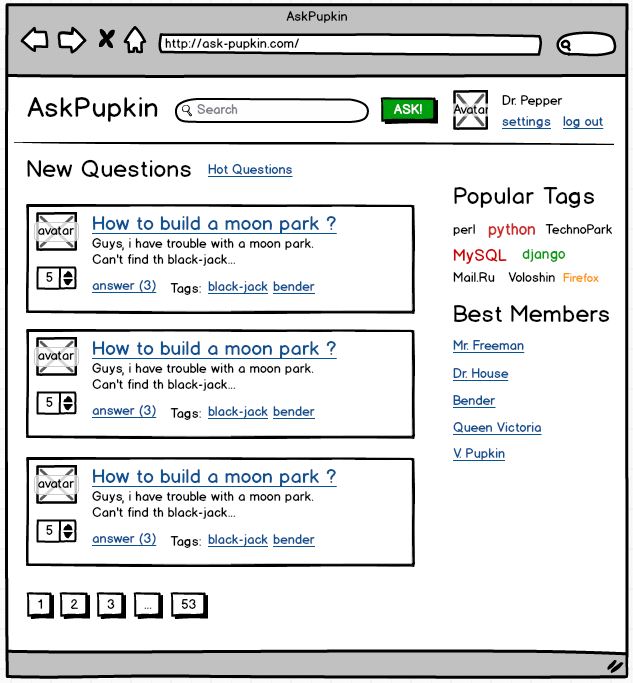 AskPupkin
http://ask-pupkin.com/
AskPupkin
Search
ASK!
Avatar
Dr. Pepper
settings log out
New Questions Hot Questions
avatar
How to build a moon park ?
Guys, i have trouble with a moon park.
Can't find th black-jack...
5
answer (3) Tags: black-jack bender
avatar
How to build a moon park ?
Guys, i have trouble with a moon park.
Can't find th black-jack...
5
answer (3) Tags: black-jack bender
avatar
How to build a moon park ?
Guys, i have trouble with a moon park.
Can't find th black-jack...
5
answer (3) Tags: black-jack bender
1 2 3 ... 53
Popular Tags
perl python TechnoPark
MySQL django
Mail.Ru Voloshin Firefox
Best Members
Mr. Freeman
Dr. House
Bender
Queen Victoria
V. Pupkin